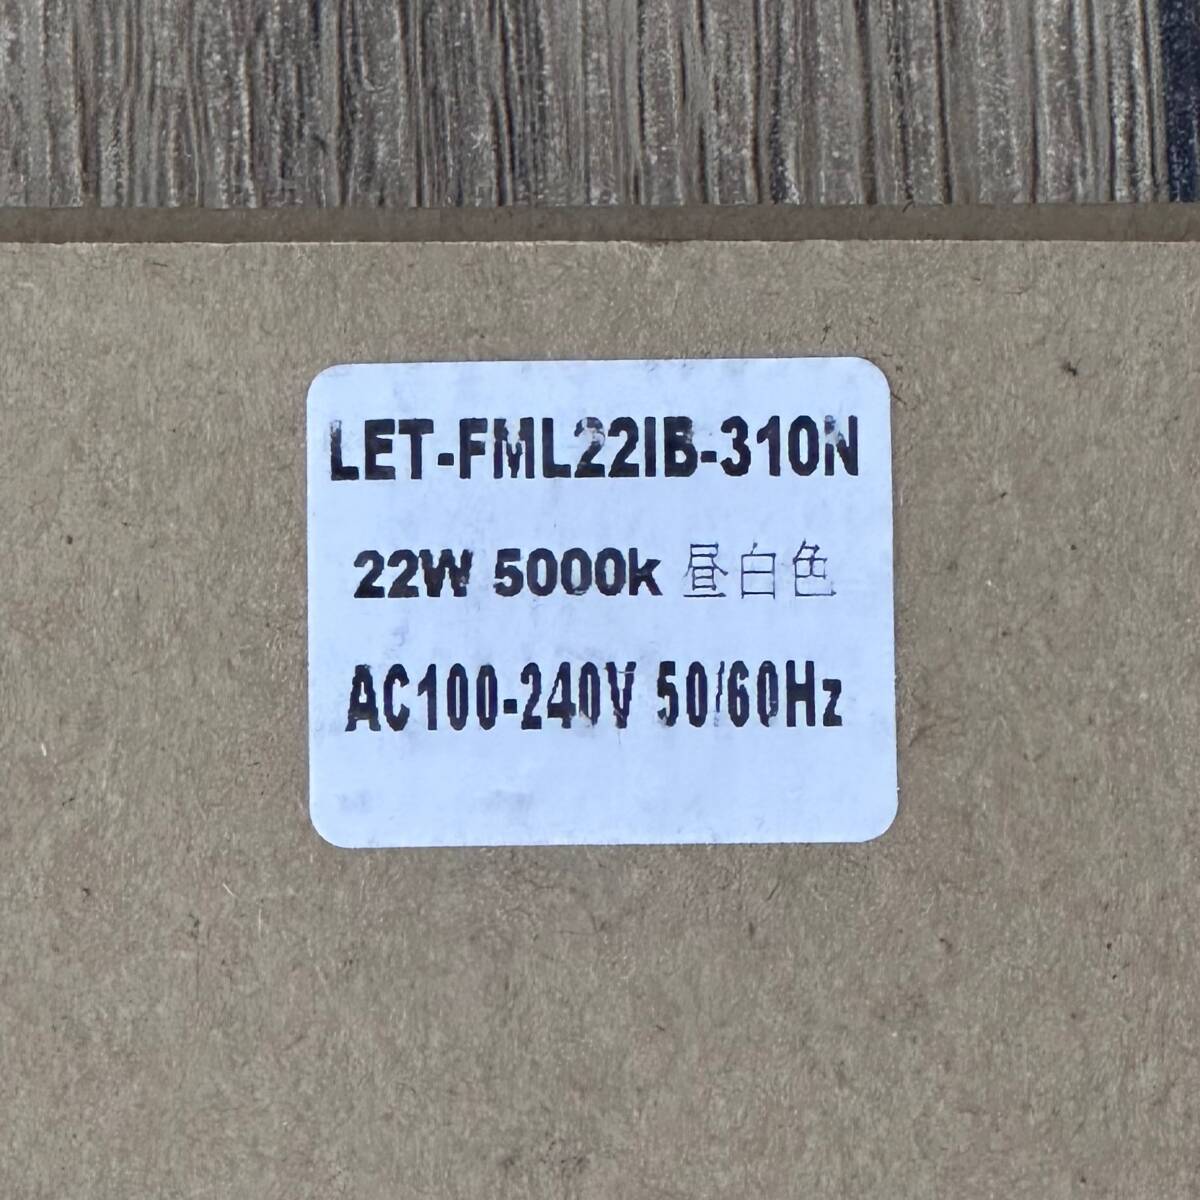 LET-FML22IB-310N
22W 5000k 昼白色
AC100-240V 50/60Hz